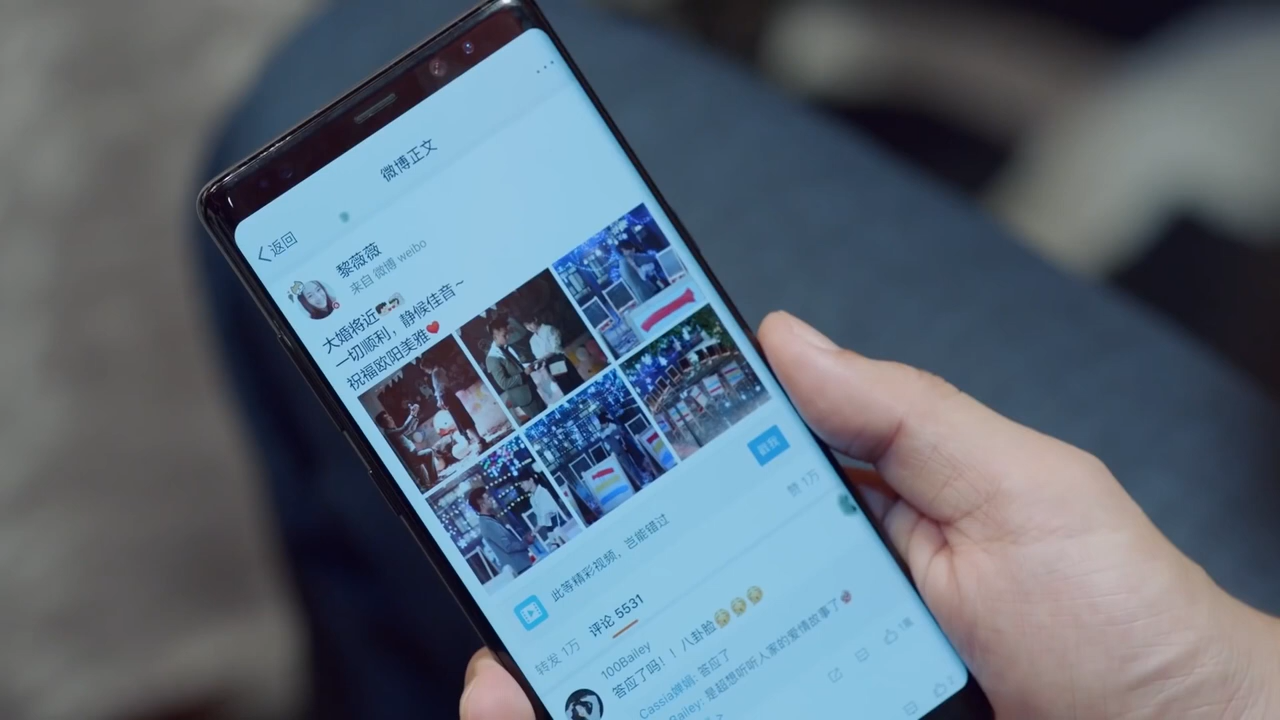 微博正文
返回
黎薇薇
来自 微博 weibo
大婚将近
一切顺利，静候佳音～
祝福欧阳美雅
赞 1万
此等精彩视频，岂能错过
转发 1万 评论 5531
100Bailey
答应了吗！！八卦脸
Cassia婵娟: 答应了
Bailey: 是超想听听人家的爱情故事了